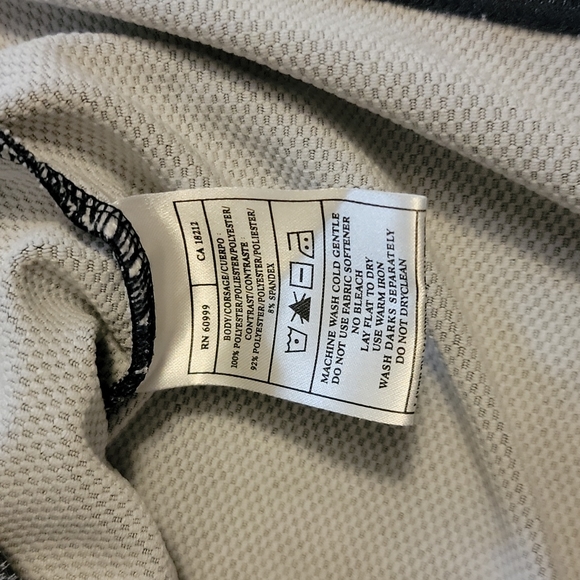 RN 60999 CA 18212
BODY/CORSAGE/CUERPO :
100% POLYESTER/POLIESTER/POLYESTER/
CONTRAST/CONTRASTE :
92% POLYESTER/POLYESTER/POLIESTER/
8% SPANDEX
MACHINE WASH COLD GENTLE
DO NOT USE FABRIC SOFTENER
NO BLEACH
LAY FLAT TO DRY
USE WARM IRON
WASH DARKS SEPARATELY
DO NOT DRYCLEAN